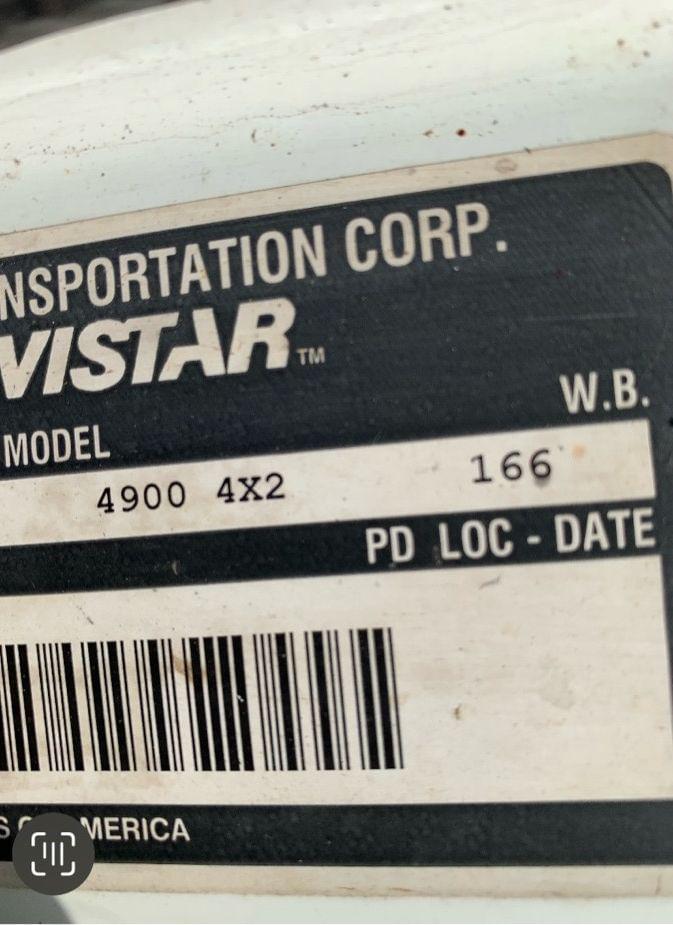 NSPORTATION CORP.
VISTAR™
W.B.
MODEL
4900 4X2 166
PD LOC - DATE
MERICA